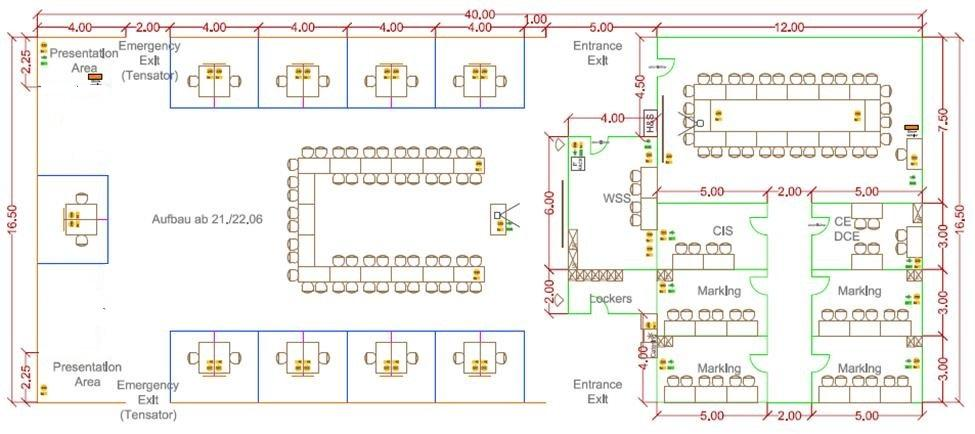 40.00
4.00
2.00
4.00
4.00
4.00
4.00
1.00
5.00
12.00
2.25
Presentation
Area
Emergency
Exit
(Tensator)
Entrance
Exit
4.50
7.50
4.00
H&S
16.50
Aufbau ab 21./22.06
6.00
WSS
5.00
2.00
5.00
CIS
CE
DCE
3.00
16.50
2.00
Lockers
Marking
Marking
3.00
2.25
Presentation
Area
Emergency
Exit
(Tensator)
Entrance
Exit
4.00
Marking
Marking
3.00
5.00
2.00
5.00